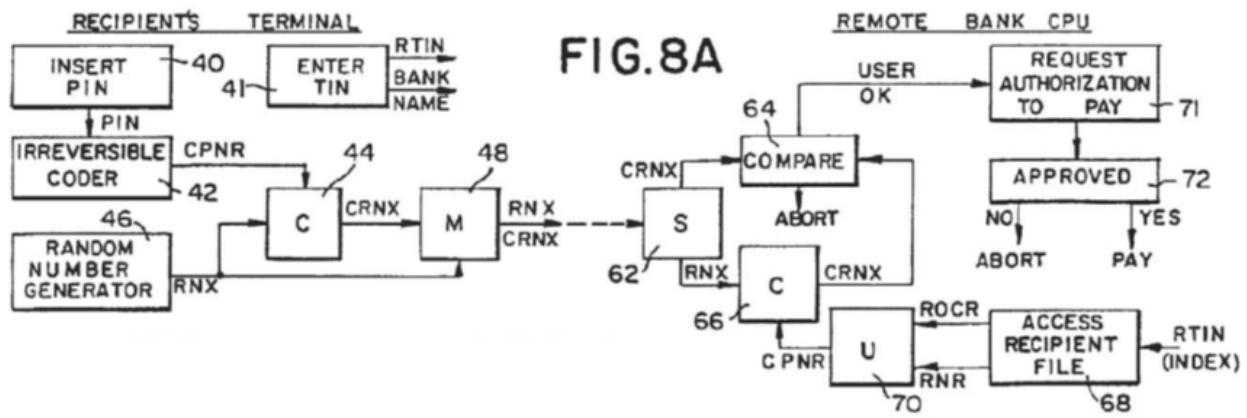 RECIPIENT'S TERMINAL
INSERT PIN
40
PIN
ENTER TIN
41
RTIN
BANK NAME
IRREVERSIBLE CODER
42
CPNR
44
C
CRNX
48
M
RNX
CRNX
46
RANDOM NUMBER GENERATOR
RNX
FIG.8A
REMOTE BANK CPU
USER OK
REQUEST AUTHORIZATION TO PAY
71
64
COMPARE
CRNX
ABORT
APPROVED
72
NO
YES
ABORT
PAY
S
62
RNX
C
66
CRNX
CPNR
U
70
ROCR
RNR
ACCESS RECIPIENT FILE
68
RTIN (INDEX)